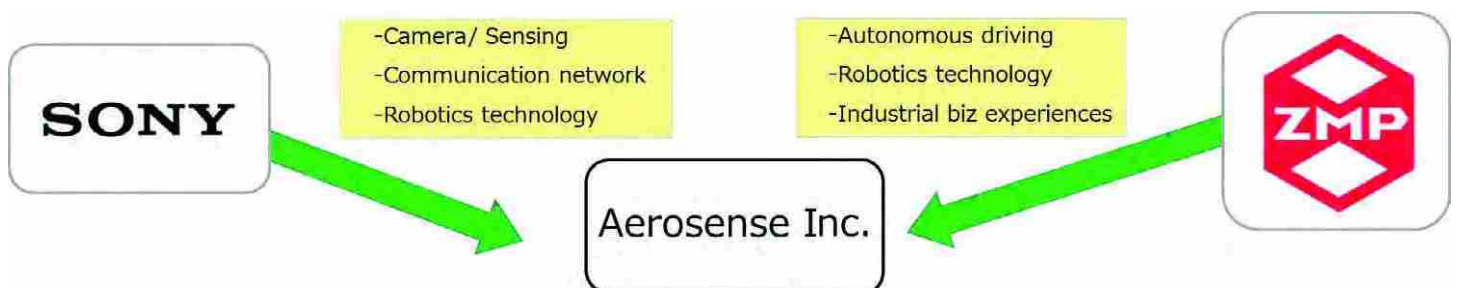 SONY
-Camera/ Sensing
-Communication network
-Robotics technology
-Autonomous driving
-Robotics technology
-Industrial biz experiences
ZMP
Aerosense Inc.